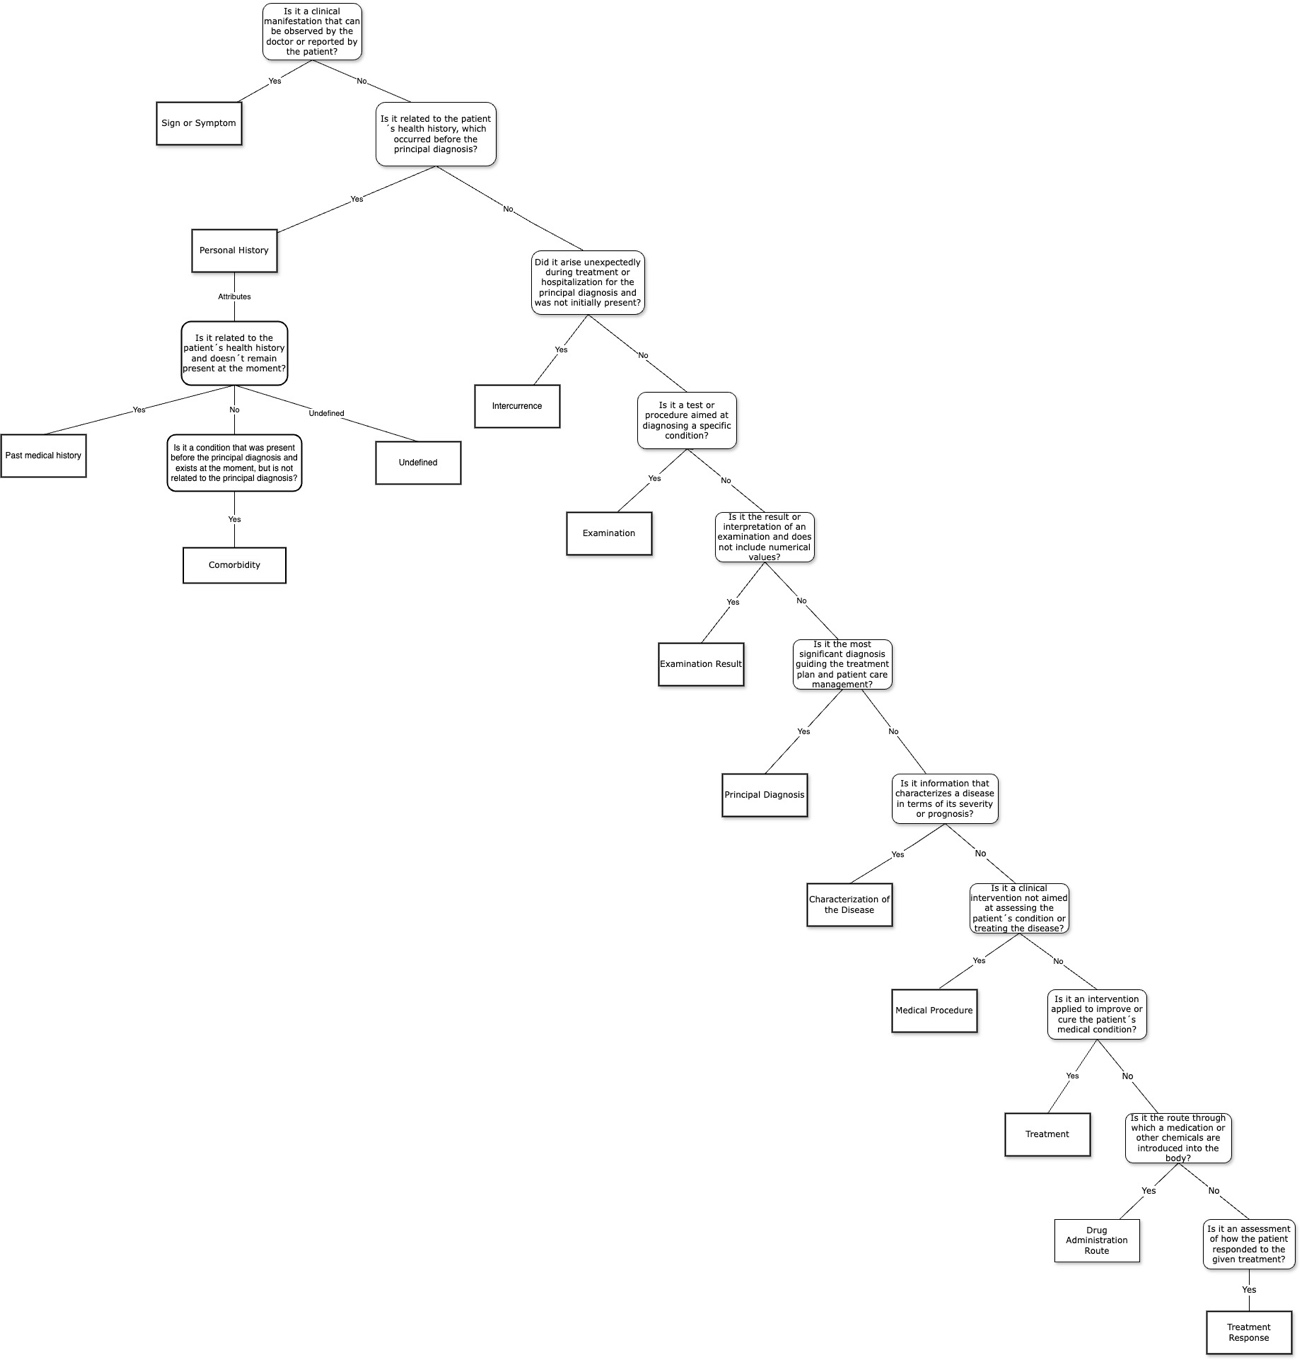 Is it a clinical
manifestation that can
be observed by the
doctor or reported by
the patient?
Yes
No
Sign or Symptom
Is it related to the patient
´s health history, which
occurred before the
principal diagnosis?
Yes
No
Personal History
Attributes
Is it related to the
patient´s health history
and doesn´t remain
present at the moment?
Yes
No
Undefined
Past medical history
Is it a condition that was present
before the principal diagnosis and
exists at the moment, but is not
related to the principal diagnosis?
Undefined
Yes
Comorbidity
Did it arise unexpectedly
during treatment or
hospitalization for the
principal diagnosis and
was not initially present?
Yes
No
Intercurrence
Is it a test or
procedure aimed at
diagnosing a specific
condition?
Yes
No
Examination
Is it the result or
interpretation of an
examination and does
not include numerical
values?
Yes
No
Examination Result
Is it the most
significant diagnosis
guiding the treatment
plan and patient care
management?
Yes
No
Principal Diagnosis
Is it information that
characterizes a disease
in terms of its severity
or prognosis?
Yes
No
Characterization of
the Disease
Is it a clinical
intervention not aimed
at assessing the
patient´s condition or
treating the disease?
Yes
No
Medical Procedure
Is it an intervention
applied to improve or
cure the patient´s
medical condition?
Yes
No
Treatment
Is it the route through
which a medication or
other chemicals are
introduced into the
body?
Yes
No
Drug
Administration
Route
Is it an assessment
of how the patient
responded to the
given treatment?
Yes
Treatment
Response